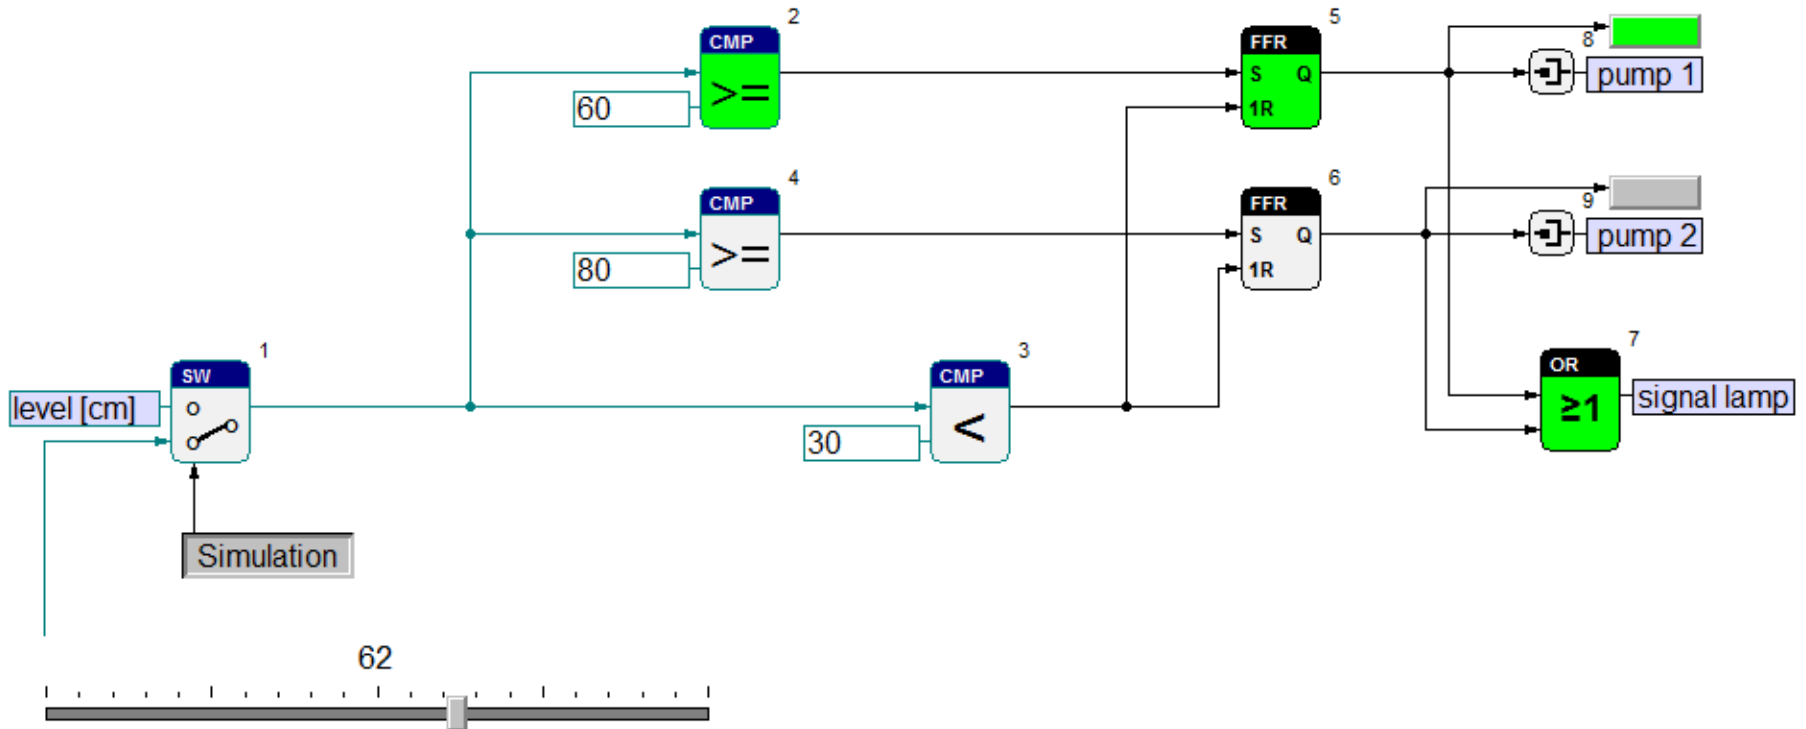 2
CMP
>=
60
5
FFR
S Q
1R
8
pump 1
4
CMP
>=
80
6
FFR
S Q
1R
9
pump 2
1
SW
level [cm]
3
CMP
<
30
7
OR
≥1
signal lamp
Simulation
62